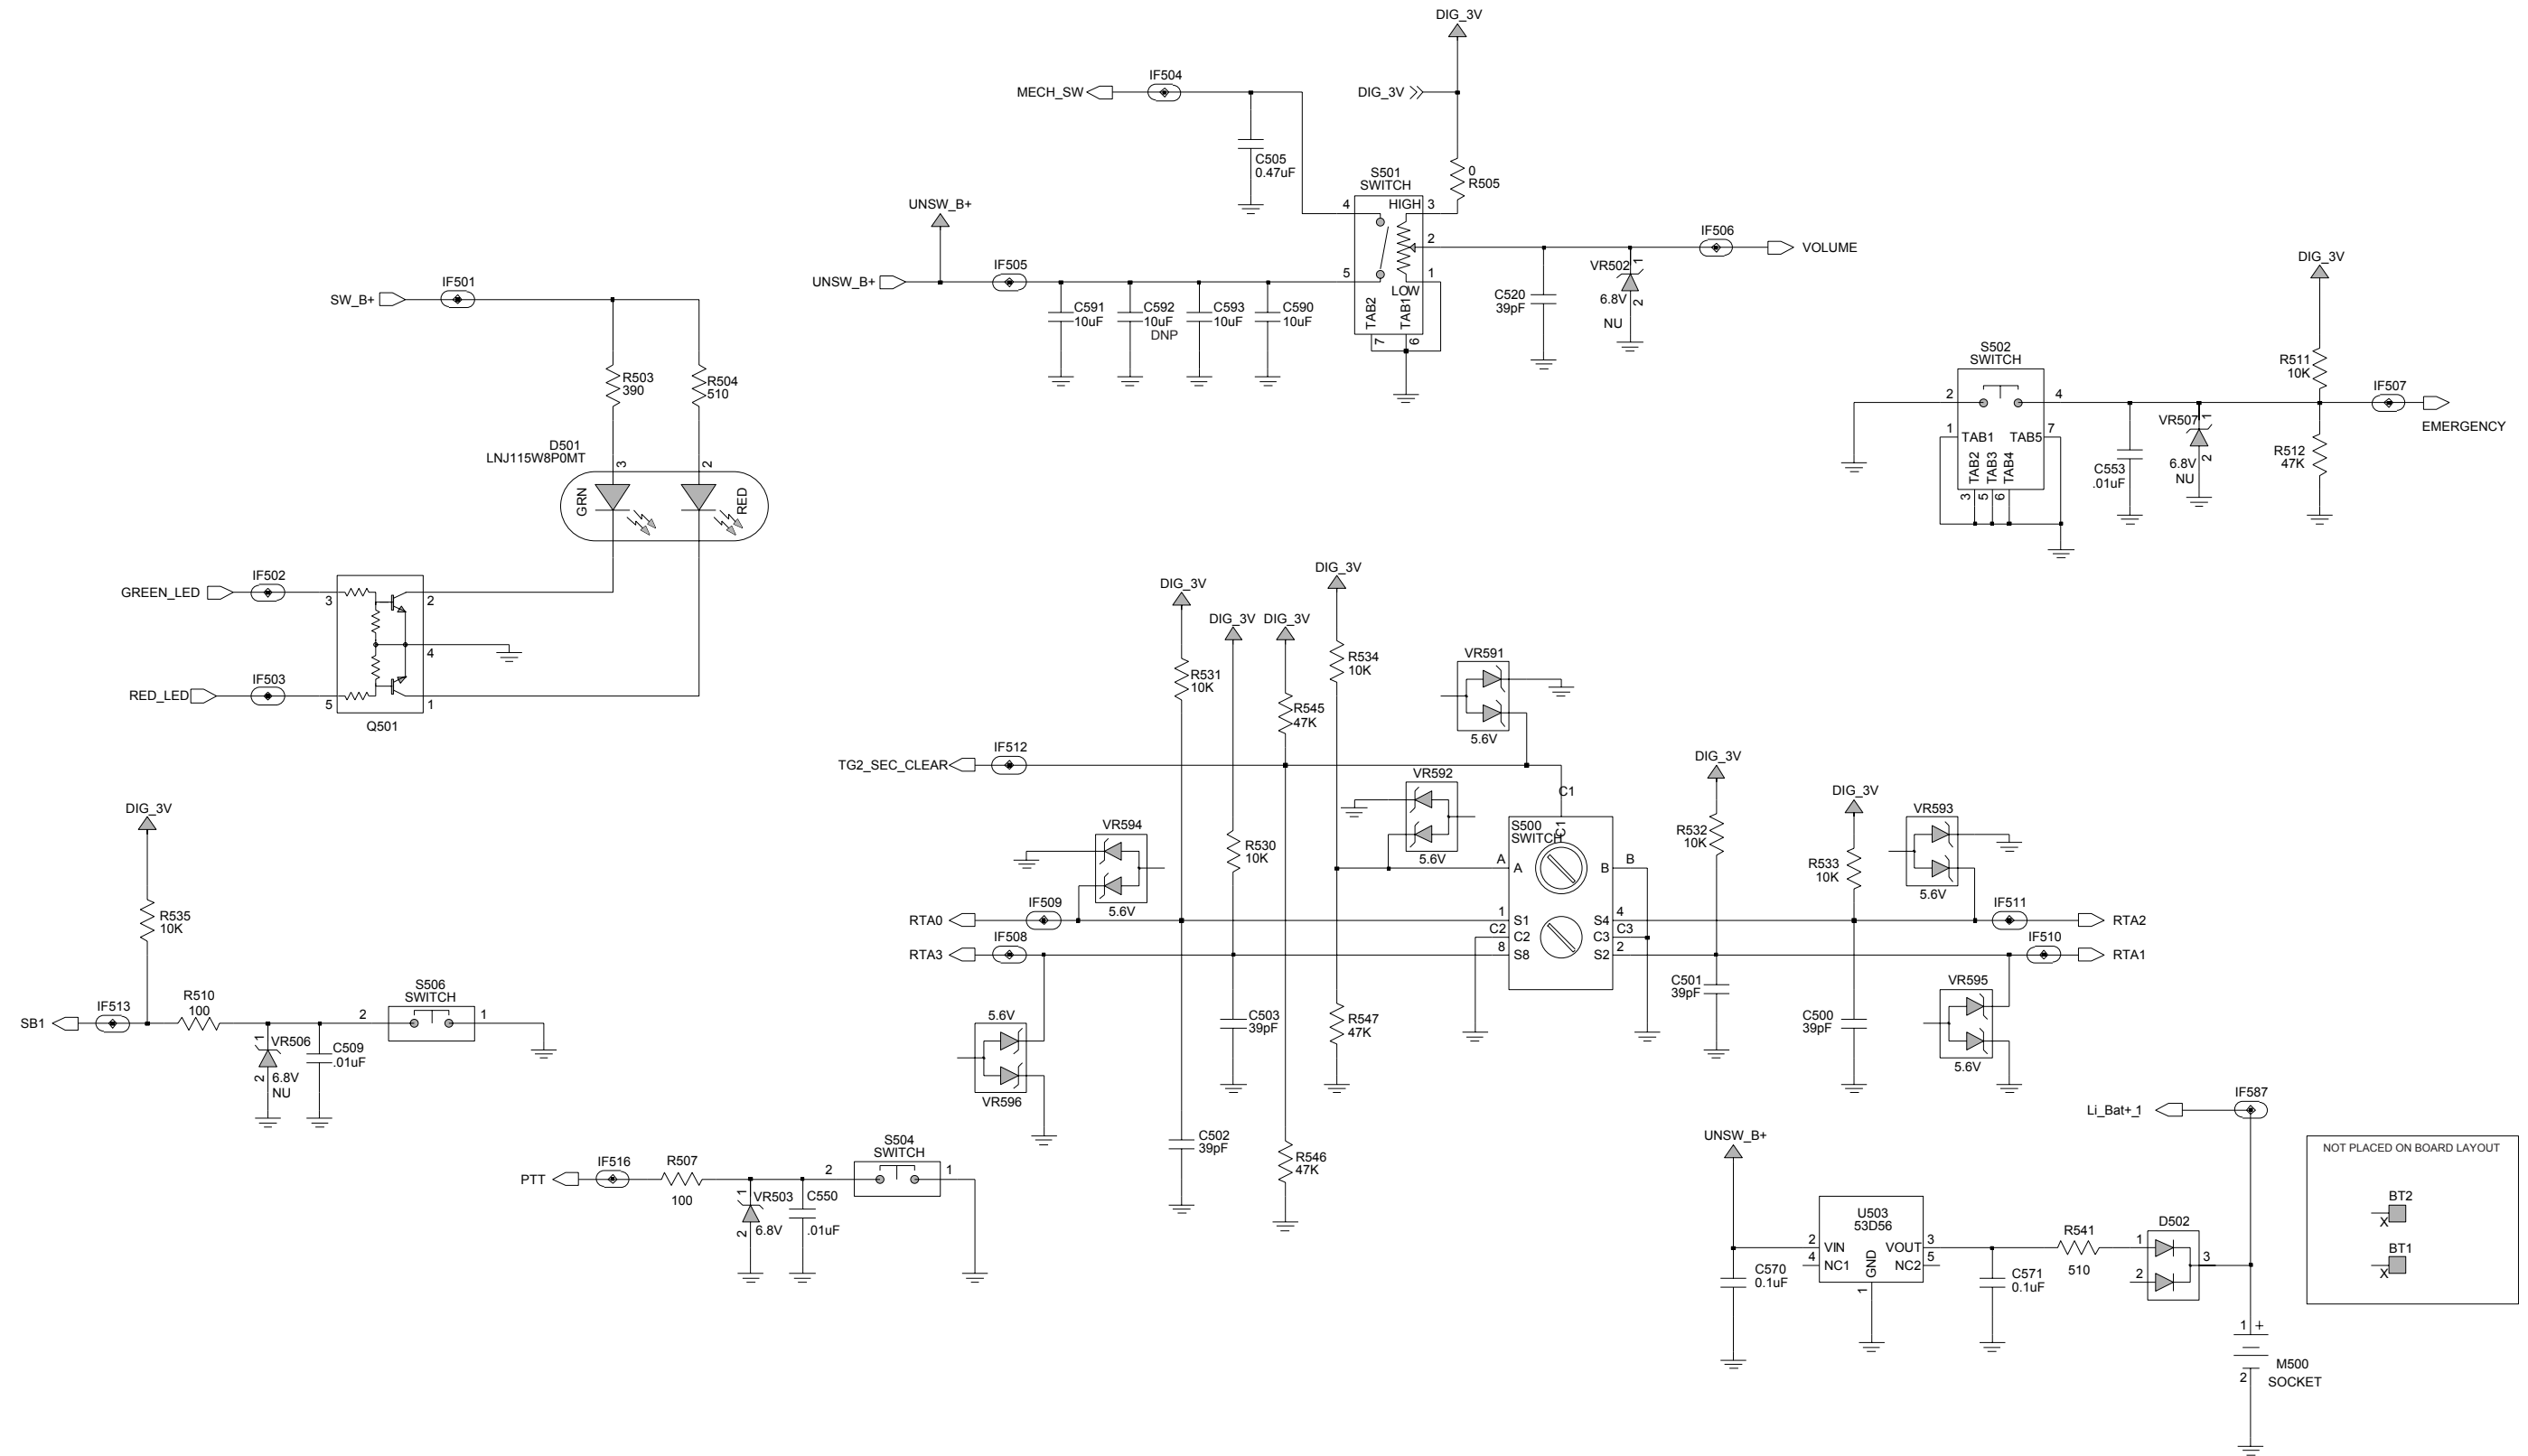 DIG_3V
IF504
MECH_SW
DIG_3V
C505
0.47uF
S501
SWITCH
0
R505
UNSW_B+
4
HIGH
3
2
IF506
VOLUME
UNSW_B+
IF505
5
1
LOW
TAB2
TAB1
7
6
C591
10uF
C592
10uF
DNP
C593
10uF
C590
10uF
C520
39pF
VR502
1
6.8V
2
NU
IF501
SW_B+
R503
390
R504
510
D501
LNJ115W8P0MT
3
2
GRN
RED
GREEN_LED
IF502
3
2
4
RED_LED
IF503
5
1
Q501
DIG_3V
S502
SWITCH
R511
10K
IF507
EMERGENCY
2
4
1
TAB1
TAB5
7
TAB2
TAB3
TAB4
3
5
6
C553
.01uF
VR507
1
6.8V
2
NU
R512
47K
DIG_3V
DIG_3V
DIG_3V
DIG_3V
R531
10K
R545
47K
R534
10K
VR591
5.6V
TG2_SEC_CLEAR
IF512
VR592
5.6V
C1
C1
S500
SWITCH
VR594
5.6V
R530
10K
A
A
B
B
RTA0
IF509
1
S1
S4
4
C2
C2
C3
C3
RTA3
IF508
8
S8
S2
2
DIG_3V
R532
10K
DIG_3V
R533
10K
VR593
5.6V
IF511
RTA2
IF510
RTA1
C501
39pF
C500
39pF
VR595
5.6V
5.6V
VR596
C503
39pF
R547
47K
C502
39pF
R546
47K
DIG_3V
R535
10K
SB1
IF513
R510
100
S506
SWITCH
2
1
VR506
1
2
6.8V
NU
C509
.01uF
PTT
IF516
R507
100
S504
SWITCH
2
1
VR503
1
2
6.8V
C550
.01uF
IF587
Li_Bat+_1
UNSW_B+
U503
53D56
2
VIN
VOUT
3
4
NC1
NC2
5
GND
1
C570
0.1uF
C571
0.1uF
R541
510
D502
1
2
3
1
+
M500
2
SOCKET
NOT PLACED ON BOARD LAYOUT
BT2
X
BT1
X